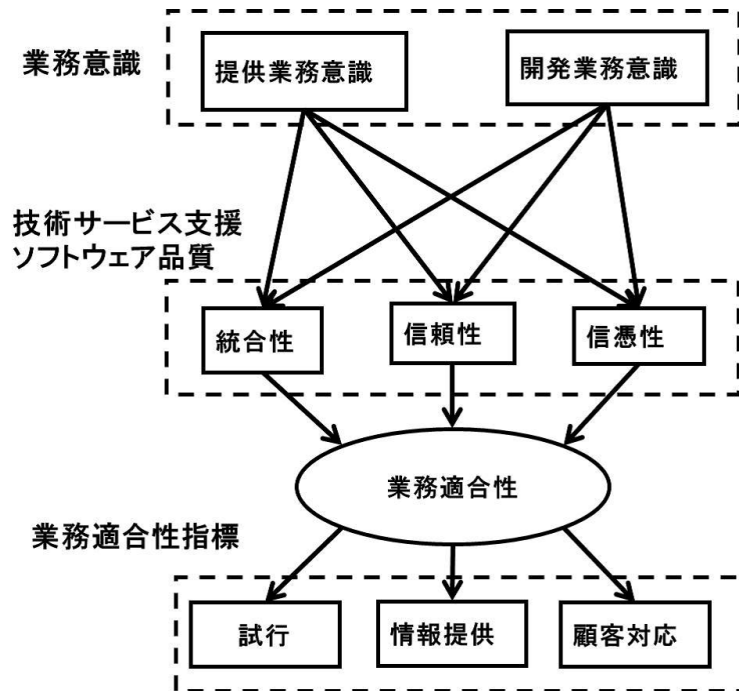 業務意識
提供業務意識
開発業務意識
技術サービス支援
ソフトウェア品質
統合性
信頼性
信憑性
業務適合性
業務適合性指標
試行
情報提供
顧客対応